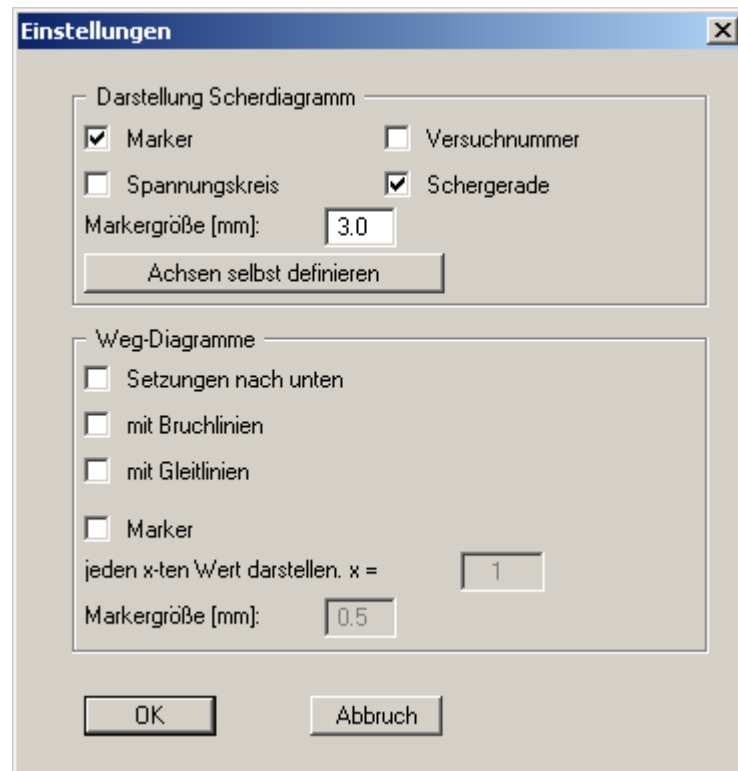 Einstellungen
Darstellung Scherdiagramm
Marker Versuchnummer
Spannungskreis Schergerade
Markergröße [mm]: 3.0
Achsen selbst definieren
Weg-Diagramme
Setzungen nach unten
mit Bruchlinien
mit Gleitlinien
Marker
jeden x-ten Wert darstellen. x = 1
Markergröße [mm]: 0.5
OK Abbruch